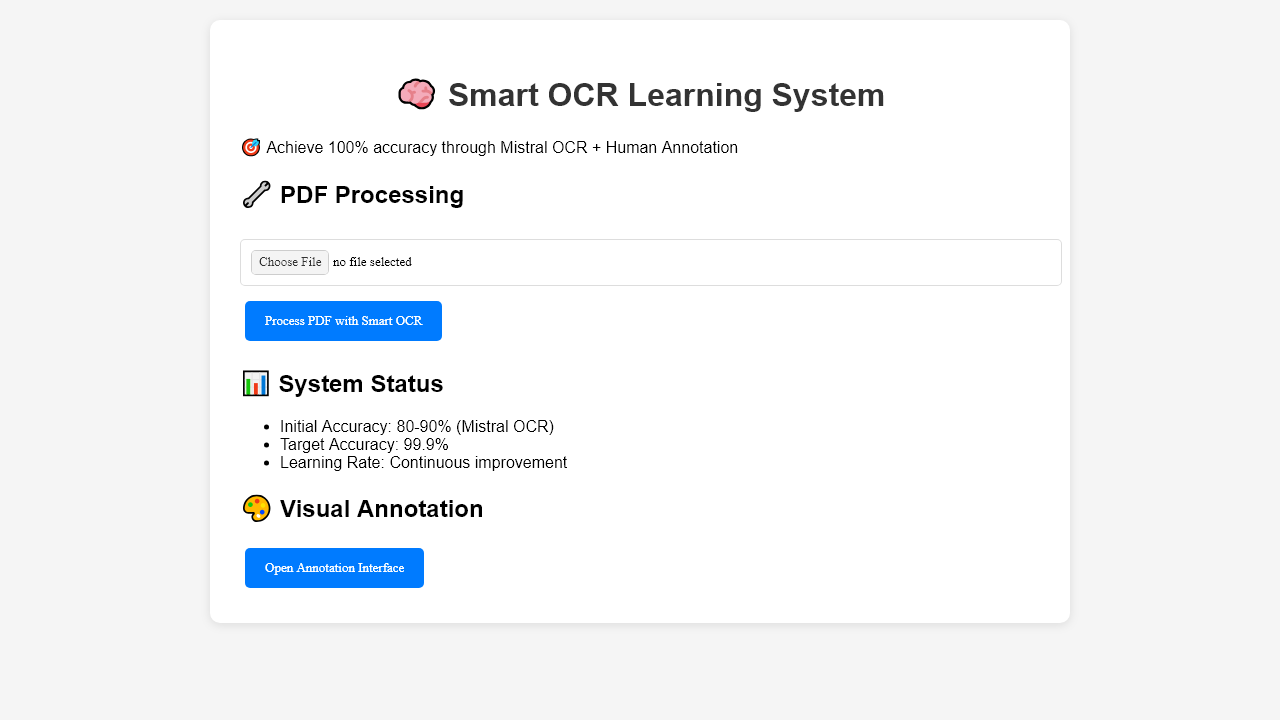 🧠 Smart OCR Learning System
🎯 Achieve 100% accuracy through Mistral OCR + Human Annotation
🔧 PDF Processing
Choose File no file selected
Process PDF with Smart OCR
📊 System Status
• Initial Accuracy: 80-90% (Mistral OCR)
• Target Accuracy: 99.9%
• Learning Rate: Continuous improvement
🎨 Visual Annotation
Open Annotation Interface